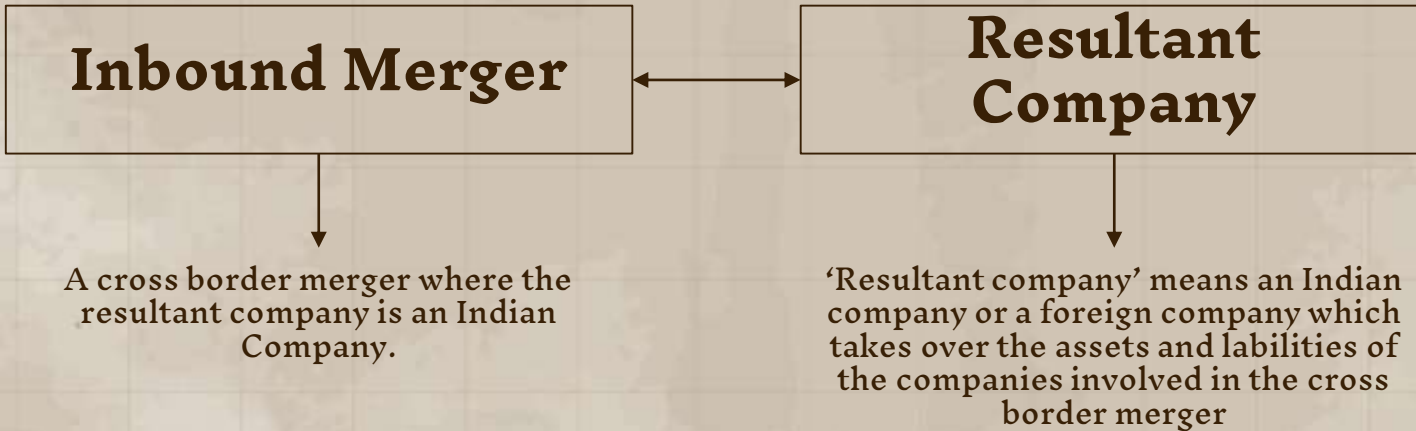 Inbound Merger
Resultant
Company
A cross border merger where the
resultant company is an Indian
Company.
‘Resultant company’ means an Indian
company or a foreign company which
takes over the assets and labilities of
the companies involved in the cross
border merger